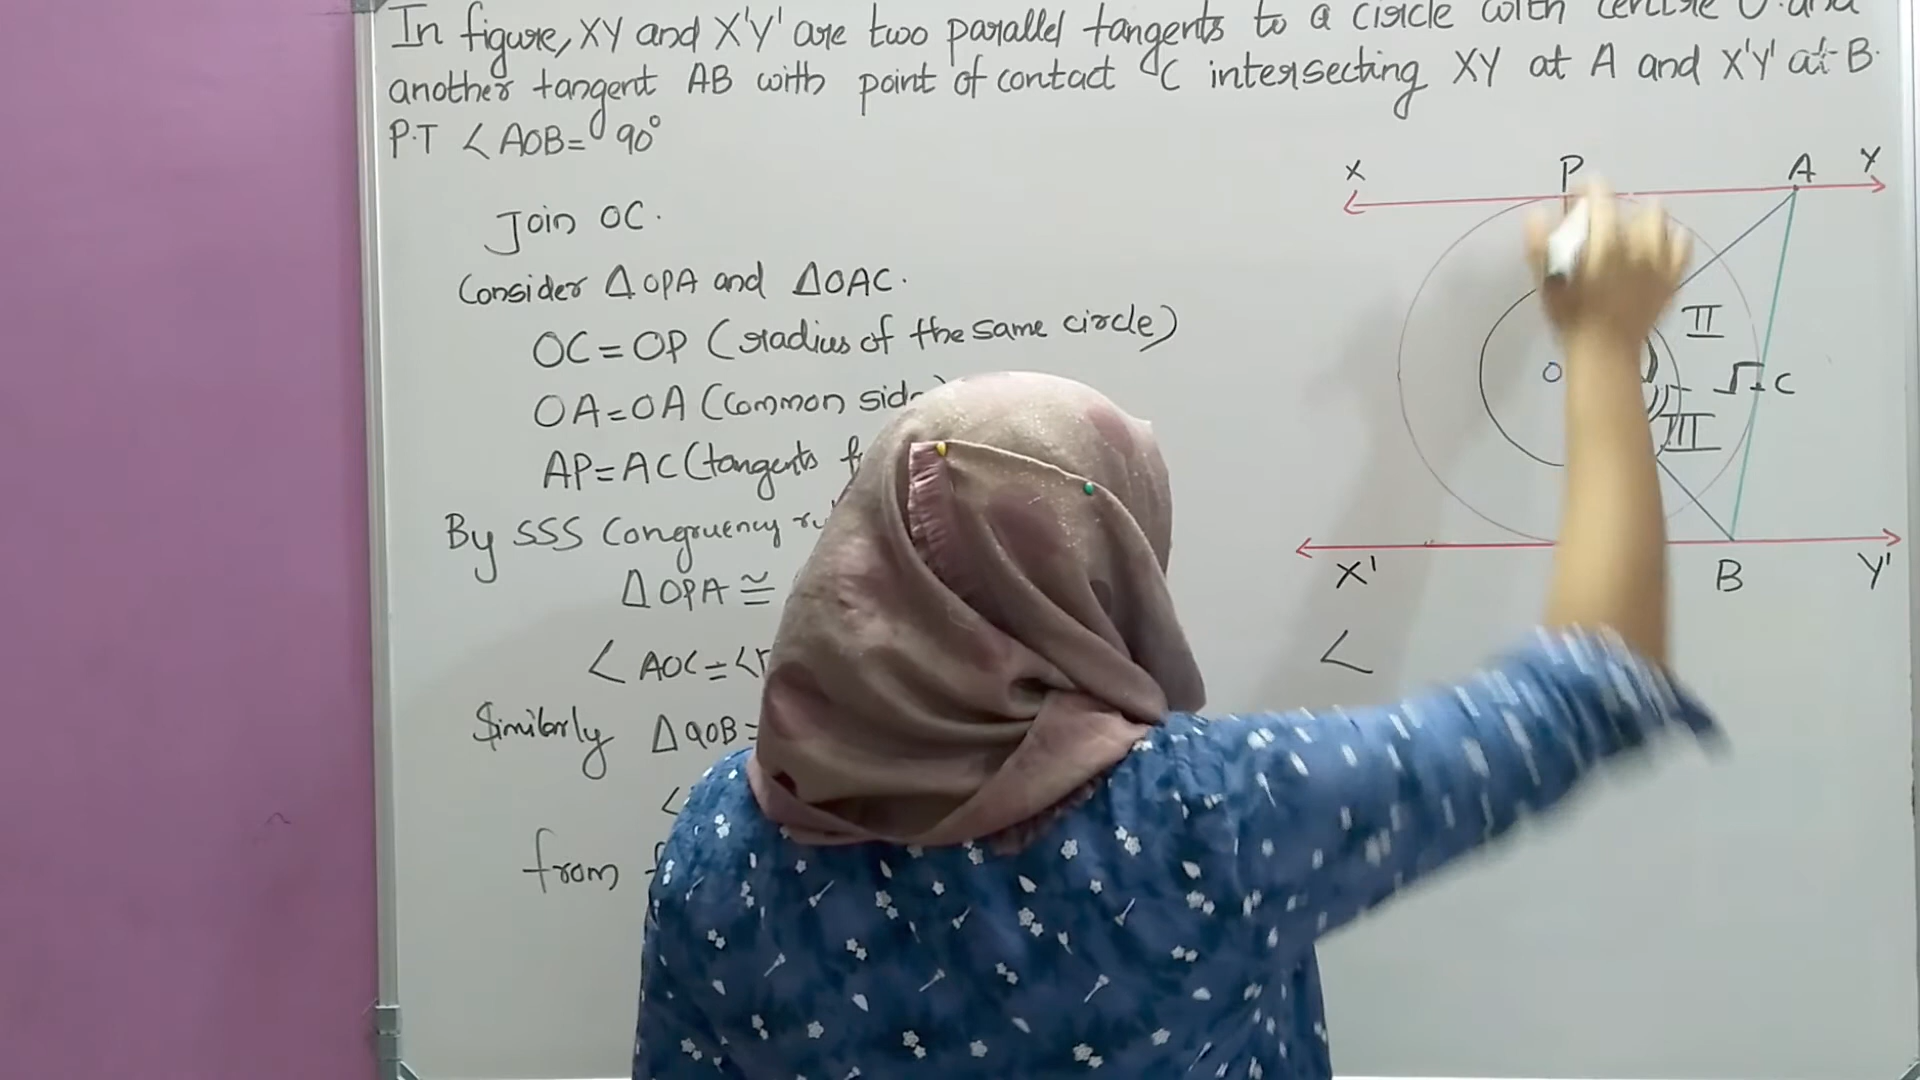 In figure, XY and X'Y' are two parallel tangents to a circle with centre O and
another tangent AB with point of contact C intersecting XY at A and X'Y' at B.
P.T ∠AOB = 90°
Join OC.
Consider ΔOPA and ΔOAC.
OC = OP (radius of the same circle)
OA = OA (Common side)
AP = AC (tangents
By SSS Congruency
ΔOPA ≅
∠AOC = ∠
Similarly ΔQOB =
∠
from
X P A Y
II
O C
III
X' B Y'
∠